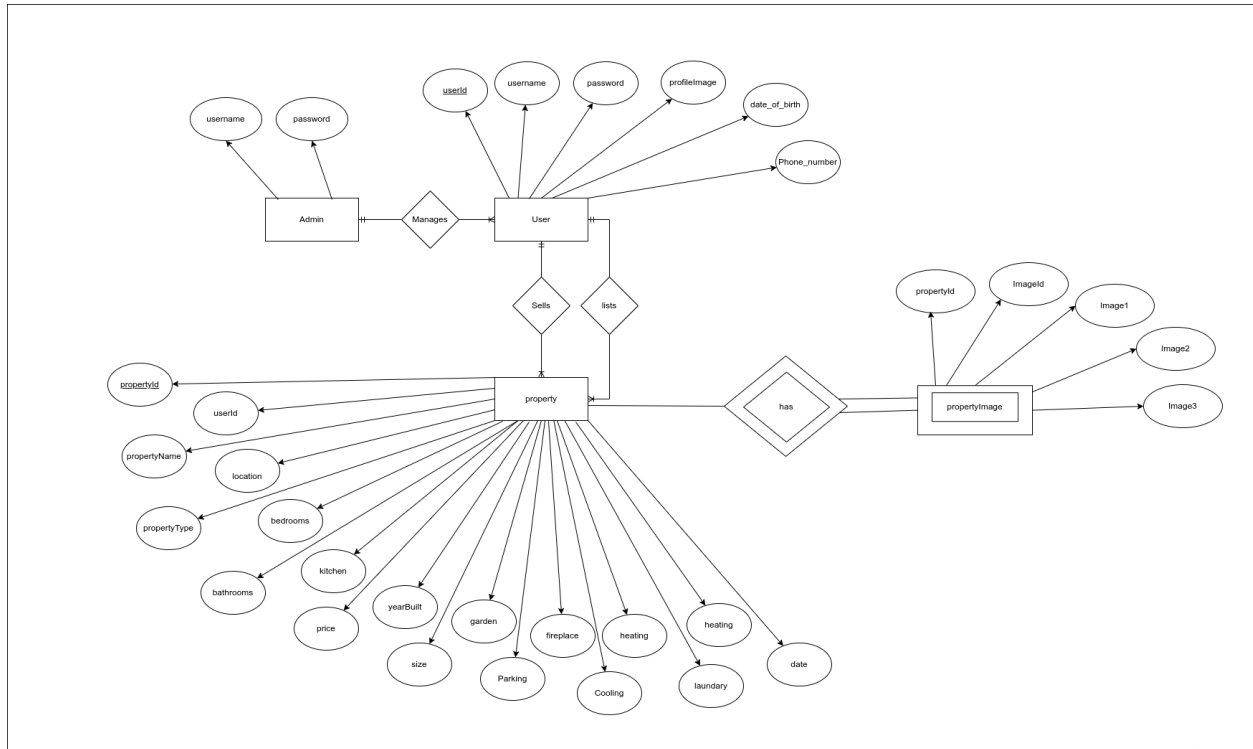 userId
username
password
profileImage
date_of_birth
Phone_number
username
password
Admin
Manages
User
Sells
lists
propertyId
ImageId
Image1
Image2
Image3
propertyImage
has
property
propertyId
userId
propertyName
location
propertyType
bedrooms
bathrooms
kitchen
price
yearBuilt
size
garden
Parking
fireplace
Cooling
heating
laundary
heating
date